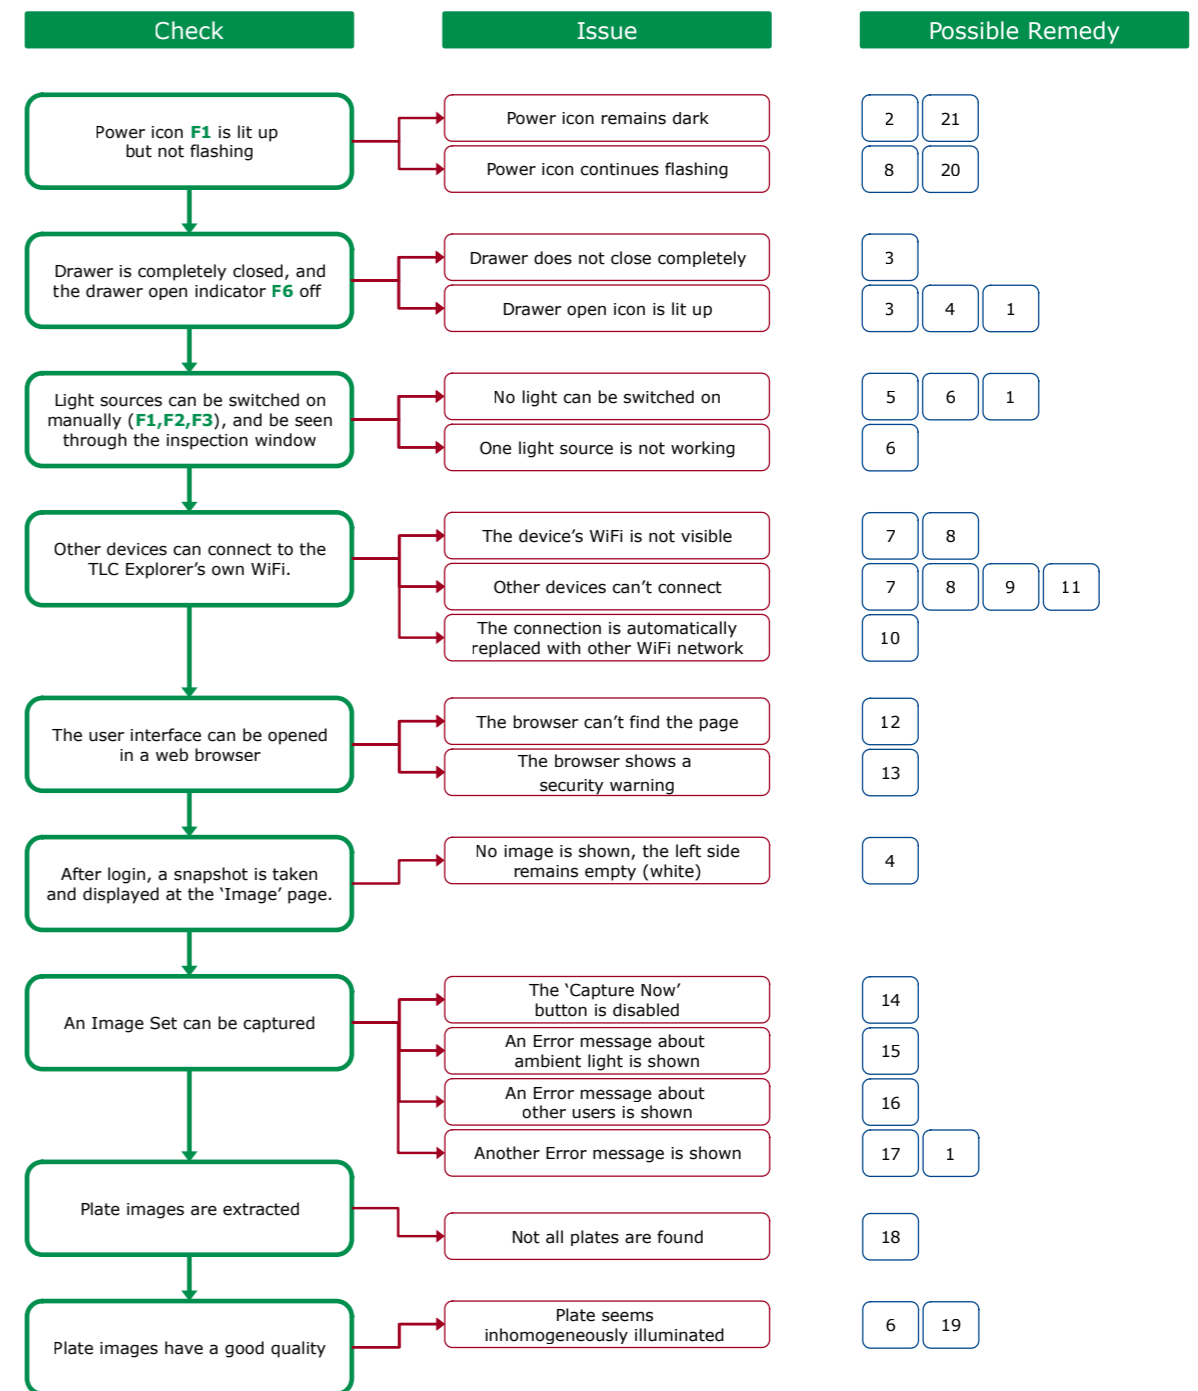 Check
Issue
Possible Remedy
Power icon F1 is lit up
but not flashing
Power icon remains dark
2 21
Power icon continues flashing
8 20
Drawer is completely closed, and
the drawer open indicator F6 off
Drawer does not close completely
3
Drawer open icon is lit up
3 4 1
Light sources can be switched on
manually (F1,F2,F3), and be seen
through the inspection window
No light can be switched on
5 6 1
One light source is not working
6
Other devices can connect to the
TLC Explorer's own WiFi.
The device's WiFi is not visible
7 8
Other devices can't connect
7 8 9 11
The connection is automatically
replaced with other WiFi network
10
The user interface can be opened
in a web browser
The browser can't find the page
12
The browser shows a
security warning
13
After login, a snapshot is taken
and displayed at the 'Image' page.
No image is shown, the left side
remains empty (white)
4
An Image Set can be captured
The 'Capture Now'
button is disabled
14
An Error message about
ambient light is shown
15
An Error message about
other users is shown
16
Another Error message is shown
17 1
Plate images are extracted
Not all plates are found
18
Plate images have a good quality
Plate seems
inhomogeneously illuminated
6 19